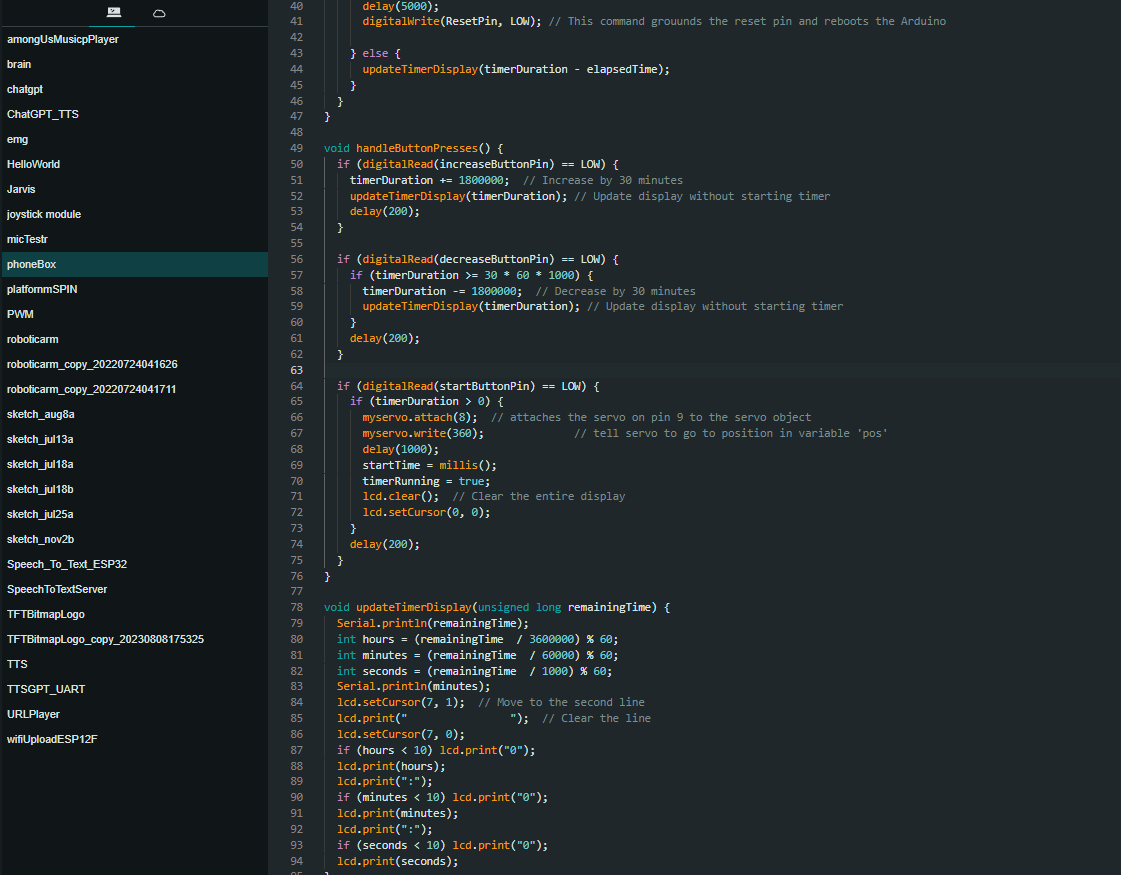 amongUsMusicpPlayer
brain
chatgpt
ChatGPT_TTS
emg
HelloWorld
Jarvis
joystick module
micTestr
phoneBox
platfornmSPIN
PWM
roboticarm
roboticarm_copy_20220724041626
roboticarm_copy_20220724041711
sketch_aug8a
sketch_jul13a
sketch_jul18a
sketch_jul18b
sketch_jul25a
sketch_nov2b
Speech_To_Text_ESP32
SpeechToTextServer
TFTBitmapLogo
TFTBitmapLogo_copy_20230808175325
TTS
TTSGPT_UART
URLPlayer
wifiUploadESP12F
40 delay(5000);
41 digitalWrite(ResetPin, LOW); // This command grouunds the reset pin and reboots the Arduino
42
43 } else {
44 updateTimerDisplay(timerDuration - elapsedTime);
45 }
46 }
47 }
48
49 void handleButtonPresses() {
50 if (digitalRead(increaseButtonPin) == LOW) {
51 timerDuration += 1800000;  // Increase by 30 minutes
52 updateTimerDisplay(timerDuration); // Update display without starting timer
53 delay(200);
54 }
55
56 if (digitalRead(decreaseButtonPin) == LOW) {
57 if (timerDuration >= 30 * 60 * 1000) {
58 timerDuration -= 1800000;  // Decrease by 30 minutes
59 updateTimerDisplay(timerDuration); // Update display without starting timer
60 }
61 delay(200);
62 }
63
64 if (digitalRead(startButtonPin) == LOW) {
65 if (timerDuration > 0) {
66 myservo.attach(8);  // attaches the servo on pin 9 to the servo object
67 myservo.write(360);              // tell servo to go to position in variable 'pos'
68 delay(1000);
69 startTime = millis();
70 timerRunning = true;
71 lcd.clear();  // Clear the entire display
72 lcd.setCursor(0, 0);
73 }
74 delay(200);
75 }
76 }
77
78 void updateTimerDisplay(unsigned long remainingTime) {
79 Serial.println(remainingTime);
80 int hours = (remainingTime  / 3600000) % 60;
81 int minutes = (remainingTime  / 60000) % 60;
82 int seconds = (remainingTime  / 1000) % 60;
83 Serial.println(minutes);
84 lcd.setCursor(7, 1);  // Move to the second line
85 lcd.print("                ");  // Clear the line
86 lcd.setCursor(7, 0);
87 if (hours < 10) lcd.print("0");
88 lcd.print(hours);
89 lcd.print(":");
90 if (minutes < 10) lcd.print("0");
91 lcd.print(minutes);
92 lcd.print(":");
93 if (seconds < 10) lcd.print("0");
94 lcd.print(seconds);